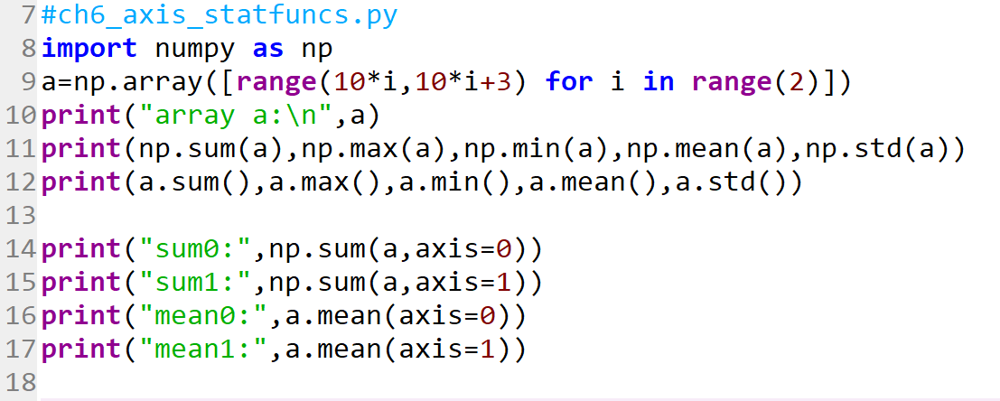 7 #ch6_axis_statfuncs.py
8 import numpy as np
9 a=np.array([range(10*i,10*i+3) for i in range(2)])
10 print("array a:\n",a)
11 print(np.sum(a),np.max(a),np.min(a),np.mean(a),np.std(a))
12 print(a.sum(),a.max(),a.min(),a.mean(),a.std())
13
14 print("sum0:",np.sum(a,axis=0))
15 print("sum1:",np.sum(a,axis=1))
16 print("mean0:",a.mean(axis=0))
17 print("mean1:",a.mean(axis=1))
18